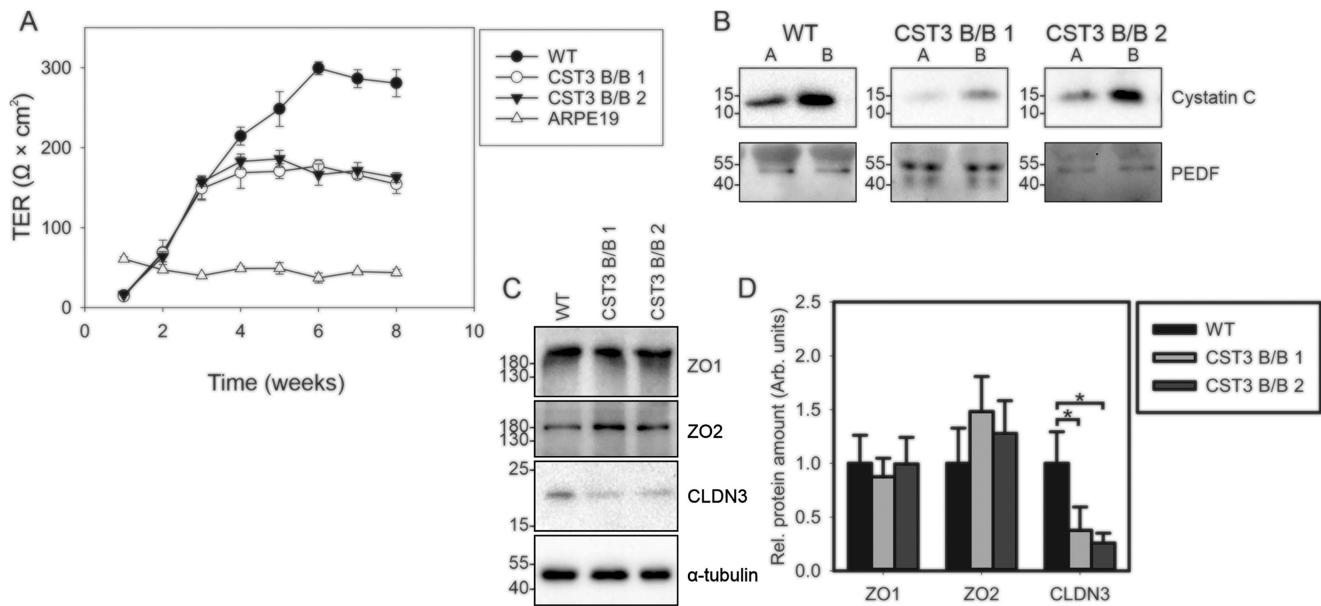 A
TER (Ω × cm²)
300
200
100
0
0
2
4
6
8
10
Time (weeks)
WT
CST3 B/B 1
CST3 B/B 2
ARPE19
B
WT
CST3 B/B 1
CST3 B/B 2
A B
A B
A B
15
10
15
10
15
10
Cystatin C
55
40
55
40
55
40
PEDF
C
WT
CST3 B/B 1
CST3 B/B 2
180
130
ZO1
180
130
ZO2
25
15
CLDN3
55
40
α-tubulin
D
Rel. protein amount (Arb. units)
2.5
2.0
1.5
1.0
0.5
0.0
*
*
ZO1
ZO2
CLDN3
WT
CST3 B/B 1
CST3 B/B 2